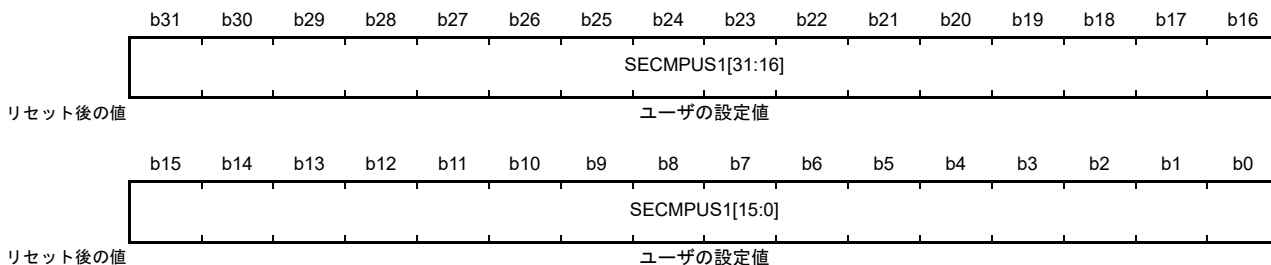 b31 b30 b29 b28 b27 b26 b25 b24 b23 b22 b21 b20 b19 b18 b17 b16
SECMPUS1[31:16]
リセット後の値 ユーザの設定値
b15 b14 b13 b12 b11 b10 b9 b8 b7 b6 b5 b4 b3 b2 b1 b0
SECMPUS1[15:0]
リセット後の値 ユーザの設定値